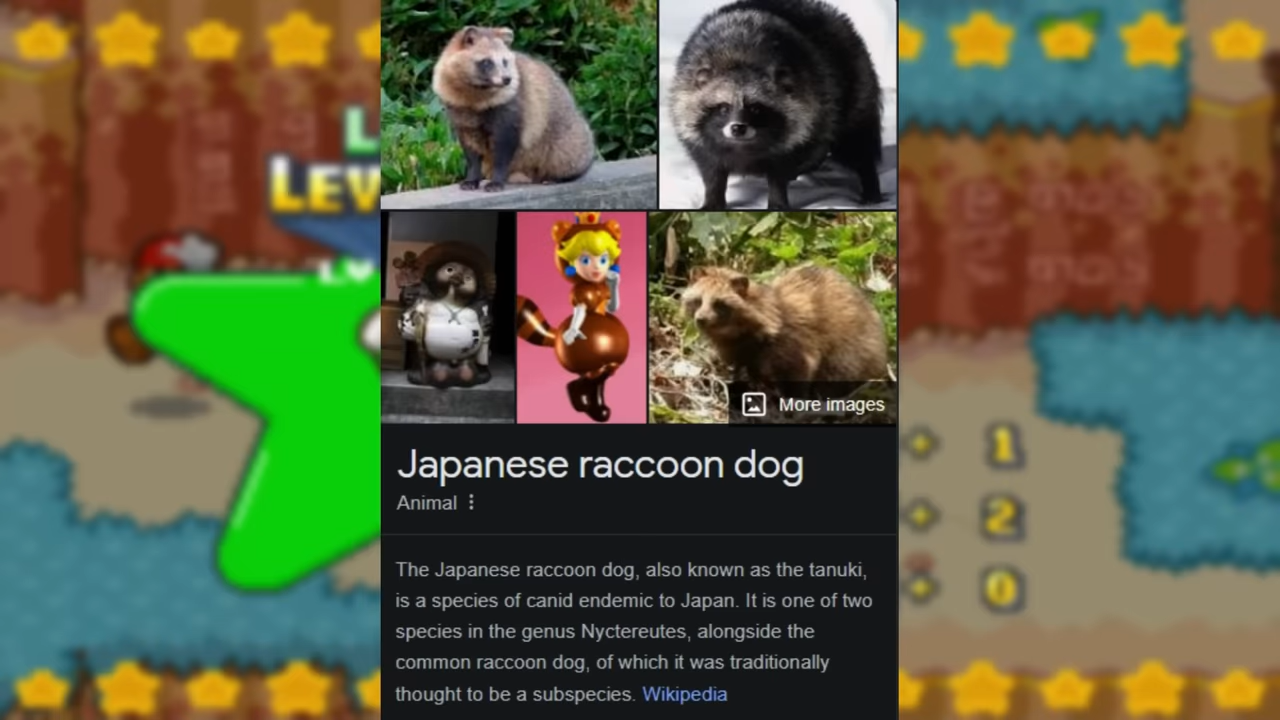 L
LEV
LV
More images
Japanese raccoon dog
Animal
The Japanese raccoon dog, also known as the tanuki,
is a species of canid endemic to Japan. It is one of two
species in the genus Nyctereutes, alongside the
common raccoon dog, of which it was traditionally
thought to be a subspecies. Wikipedia
+ 1
+ 2
+ 0